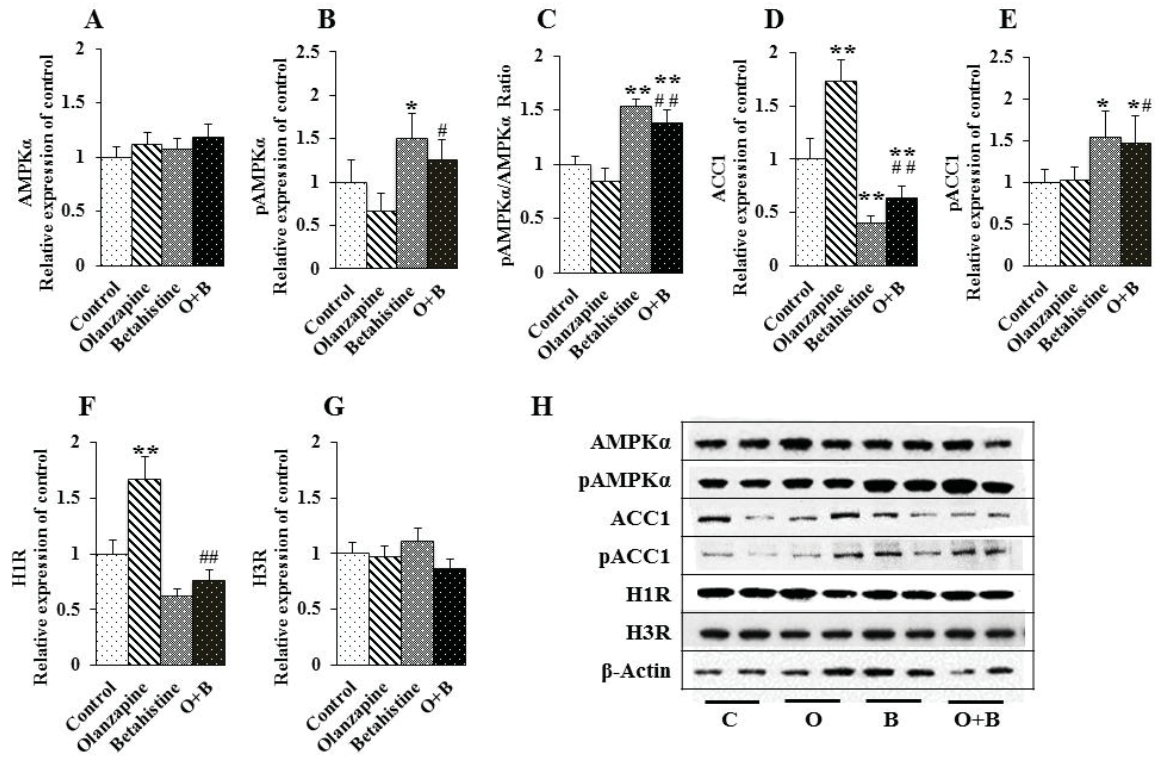 A
AMPKα
Relative expression of control
2
1.5
1
0.5
0
Control
Olanzapine
Betahistine
O+B
B
pAMPKα
Relative expression of control
2.5
2
1.5
1
0.5
0
*
#
Control
Olanzapine
Betahistine
O+B
C
pAMPKα/AMPKα Ratio
2
1.5
1
0.5
0
**
**
##
Control
Olanzapine
Betahistine
O+B
D
ACC1
Relative expression of control
2
1.5
1
0.5
0
**
**
**
##
Control
Olanzapine
Betahistine
O+B
E
pACC1
Relative expression of control
2.5
2
1.5
1
0.5
0
*
*#
Control
Olanzapine
Betahistine
O+B
F
H1R
Relative expression of control
2
1.5
1
0.5
0
**
##
Control
Olanzapine
Betahistine
O+B
G
H3R
Relative expression of control
2
1.5
1
0.5
0
Control
Olanzapine
Betahistine
O+B
H
AMPKα
pAMPKα
ACC1
pACC1
H1R
H3R
β-Actin
C O B O+B